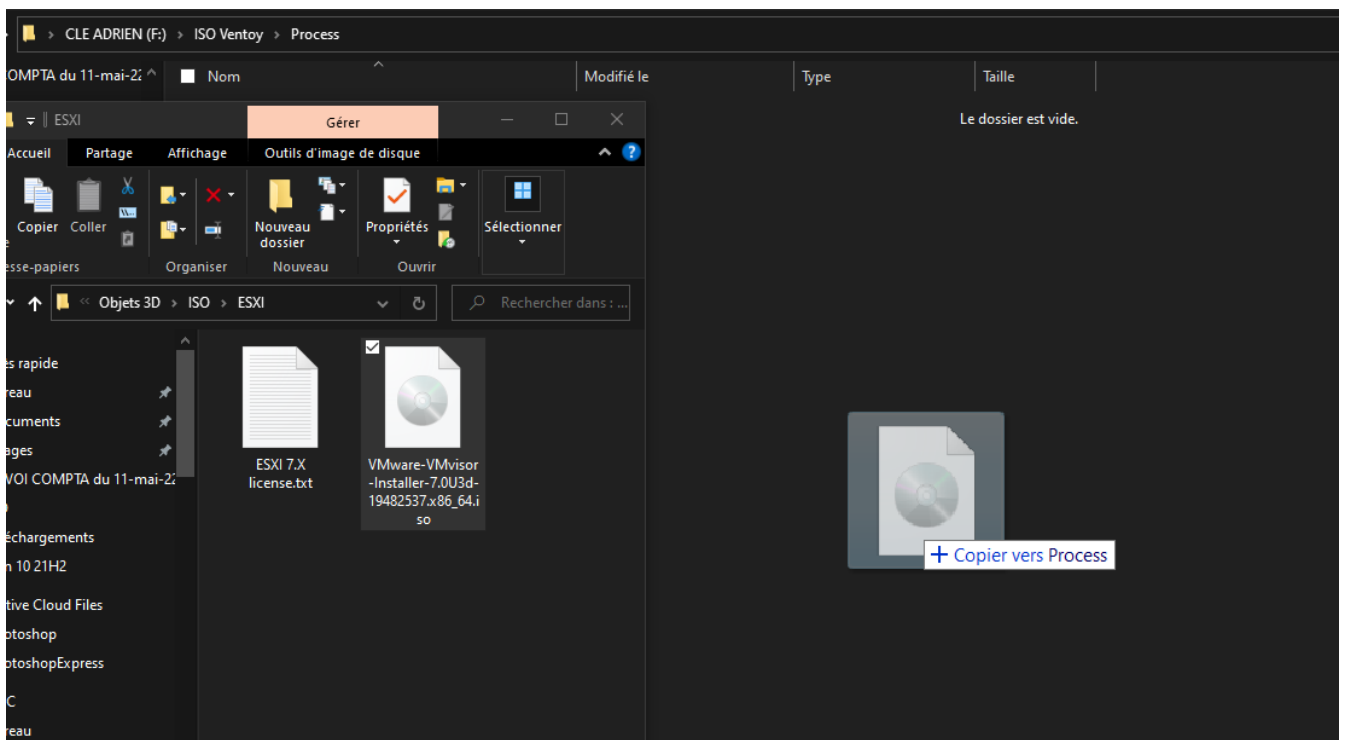 CLE ADRIEN (F:) > ISO Ventoy > Process
OMPTA du 11-mai-22
Nom
Modifié le
Type
Taille
Le dossier est vide.
ESXI
Gérer
Accueil
Partage
Affichage
Outils d'image de disque
Copier
Coller
Nouveau
dossier
Propriétés
Sélectionner
esse-papiers
Organiser
Nouveau
Ouvrir
« Objets 3D > ISO > ESXI
Rechercher dans : ...
ès rapide
reau
cuments
ages
VOI COMPTA du 11-mai-22
échargements
n 10 21H2
tive Cloud Files
otoshop
otoshopExpress
C
reau
ESXI 7.X
license.txt
VMware-VMvisor
-Installer-7.0U3d-
19482537.x86_64.i
so
+ Copier vers Process